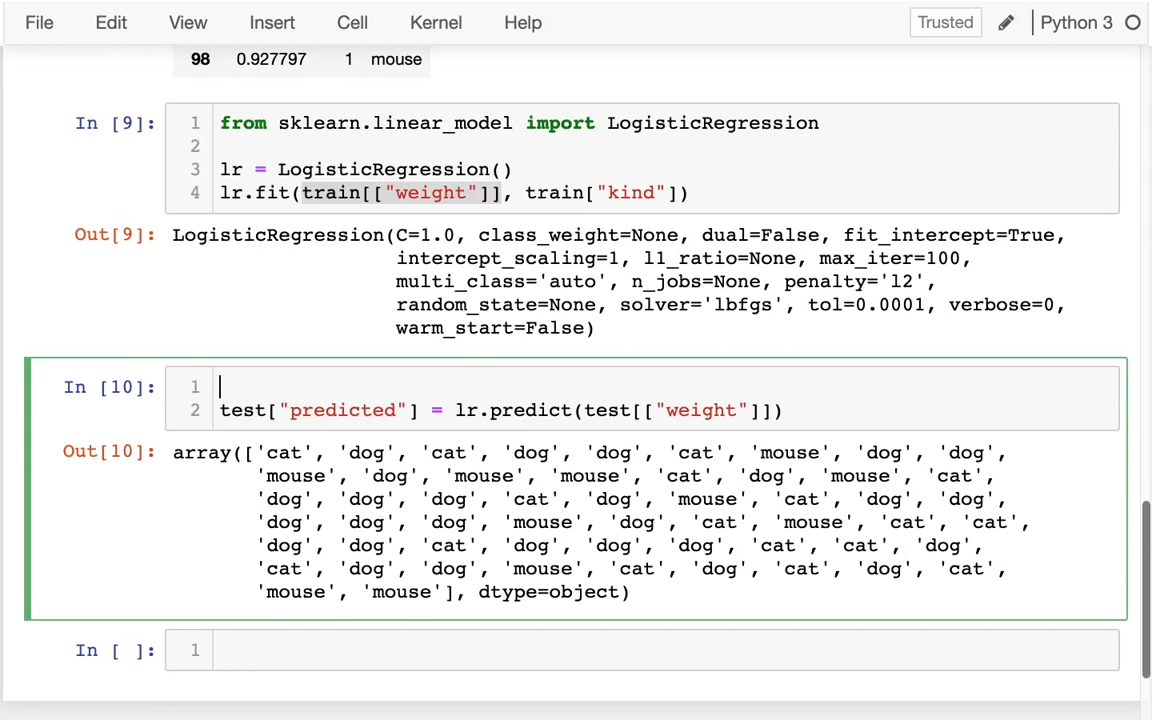 File Edit View Insert Cell Kernel Help Trusted Python 3
98 0.927797 1 mouse
In [9]:
1 from sklearn.linear_model import LogisticRegression
2
3 lr = LogisticRegression()
4 lr.fit(train[["weight"]], train["kind"])
Out[9]: LogisticRegression(C=1.0, class_weight=None, dual=False, fit_intercept=True,
intercept_scaling=1, l1_ratio=None, max_iter=100,
multi_class='auto', n_jobs=None, penalty='l2',
random_state=None, solver='lbfgs', tol=0.0001, verbose=0,
warm_start=False)
In [10]:
1
2 test["predicted"] = lr.predict(test[["weight"]])
Out[10]: array(['cat', 'dog', 'cat', 'dog', 'dog', 'cat', 'mouse', 'dog', 'dog',
'mouse', 'dog', 'mouse', 'mouse', 'cat', 'dog', 'mouse', 'cat',
'dog', 'dog', 'dog', 'cat', 'dog', 'mouse', 'cat', 'dog', 'dog',
'dog', 'dog', 'dog', 'mouse', 'dog', 'cat', 'mouse', 'cat', 'cat',
'dog', 'dog', 'cat', 'dog', 'dog', 'dog', 'cat', 'cat', 'dog',
'cat', 'dog', 'dog', 'mouse', 'cat', 'dog', 'cat', 'dog', 'cat',
'mouse', 'mouse'], dtype=object)
In [ ]:
1